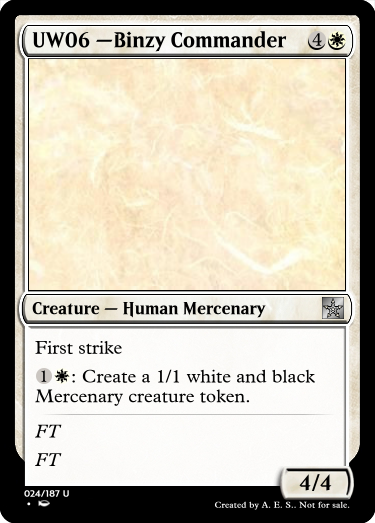 UW06 —Binzy Commander 4
Creature — Human Mercenary
First strike
1 : Create a 1/1 white and black
Mercenary creature token.
FT
FT
4/4
024/187 U
Created by A. E. S.. Not for sale.